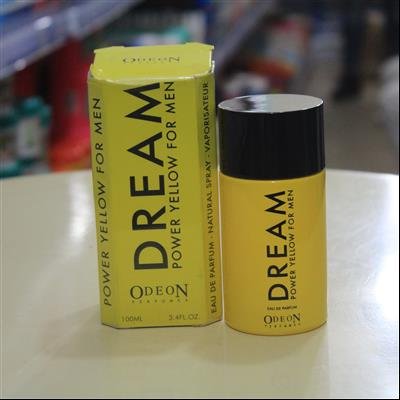 ODEON
POWER YELLOW FOR MEN
DREAM
POWER YELLOW FOR MEN
EAU DE PARFUM - NATURAL SPRAY - VAPORISATEUR
ODEON
PERFUMES
100ML 3.4FL.OZ.
DREAM
POWER YELLOW FOR MEN
EAU DE PARFUM
ODEON
PERFUMES